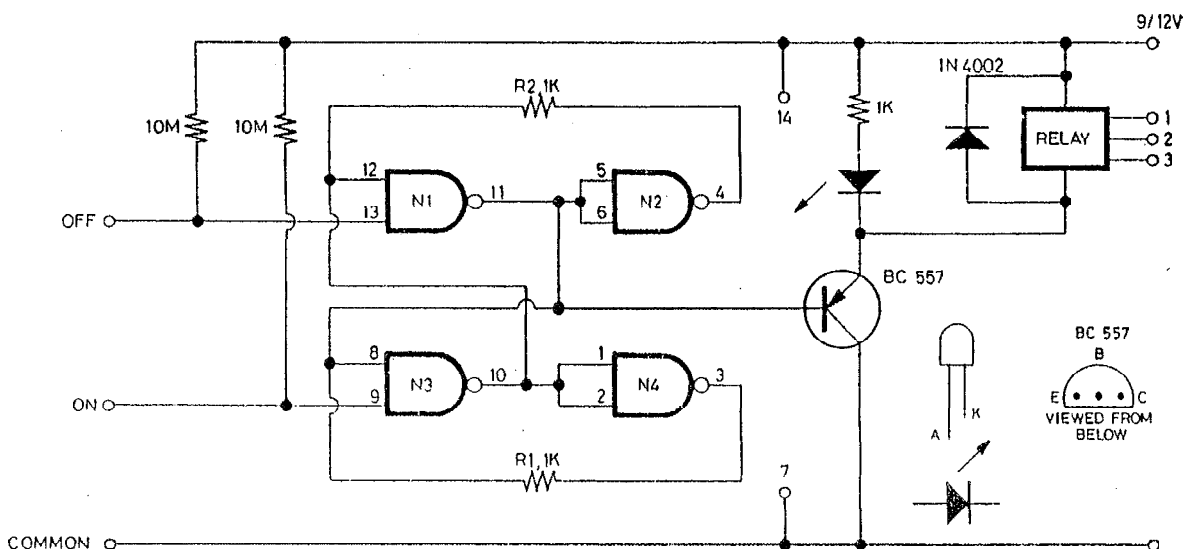 9/12V
IN 4002
R2,1K
10M
10M
1K
14
RELAY
1
2
3
12
5
N1
11
N2
4
13
6
OFF
BC 557
8
1
BC 557
B
N3
10
N4
3
9
2
ON
E
C
K
VIEWED FROM
BELOW
A
R1,1K
7
COMMON